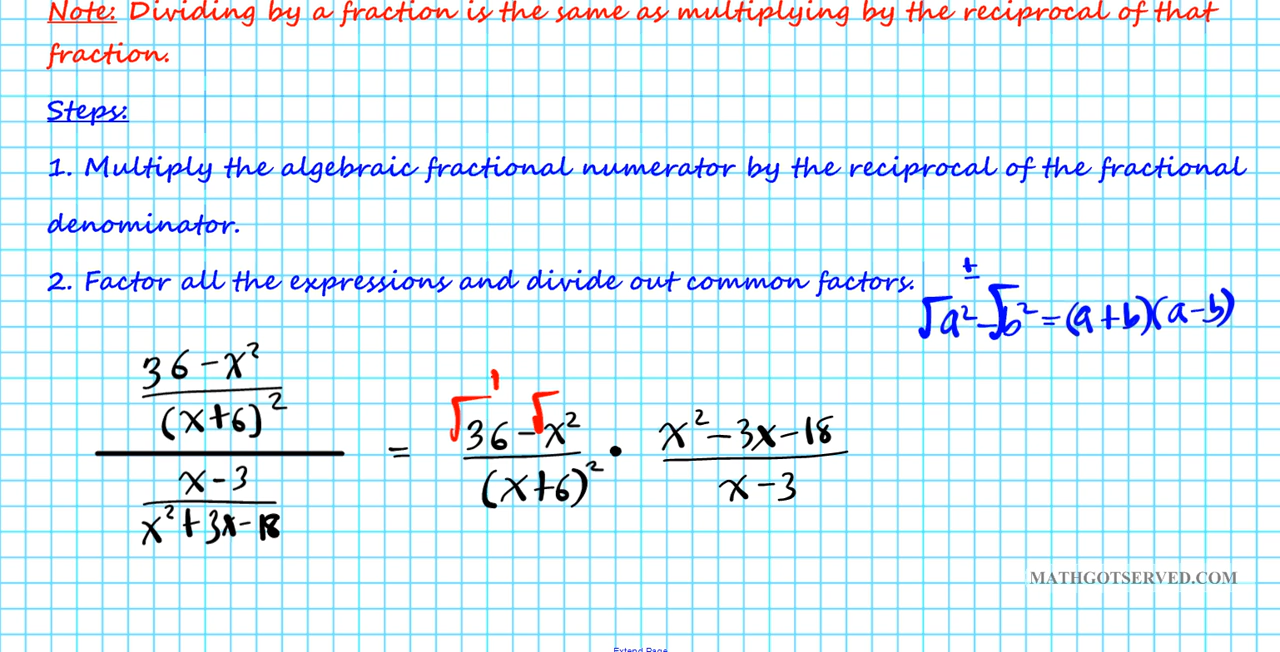 Note: Dividing by a fraction is the same as multiplying by the reciprocal of that
fraction.
Steps:
1. Multiply the algebraic fractional numerator by the reciprocal of the fractional
denominator.
2. Factor all the expressions and divide out common factors.
√a² - √b² = (a+b)(a-b)
36-x²
(x+6)²
x-3
x²+3x-18
= √36 - √x² / (x+6)² • x²-3x-18 / x-3
MATHGOTSERVED.COM
Extend Page